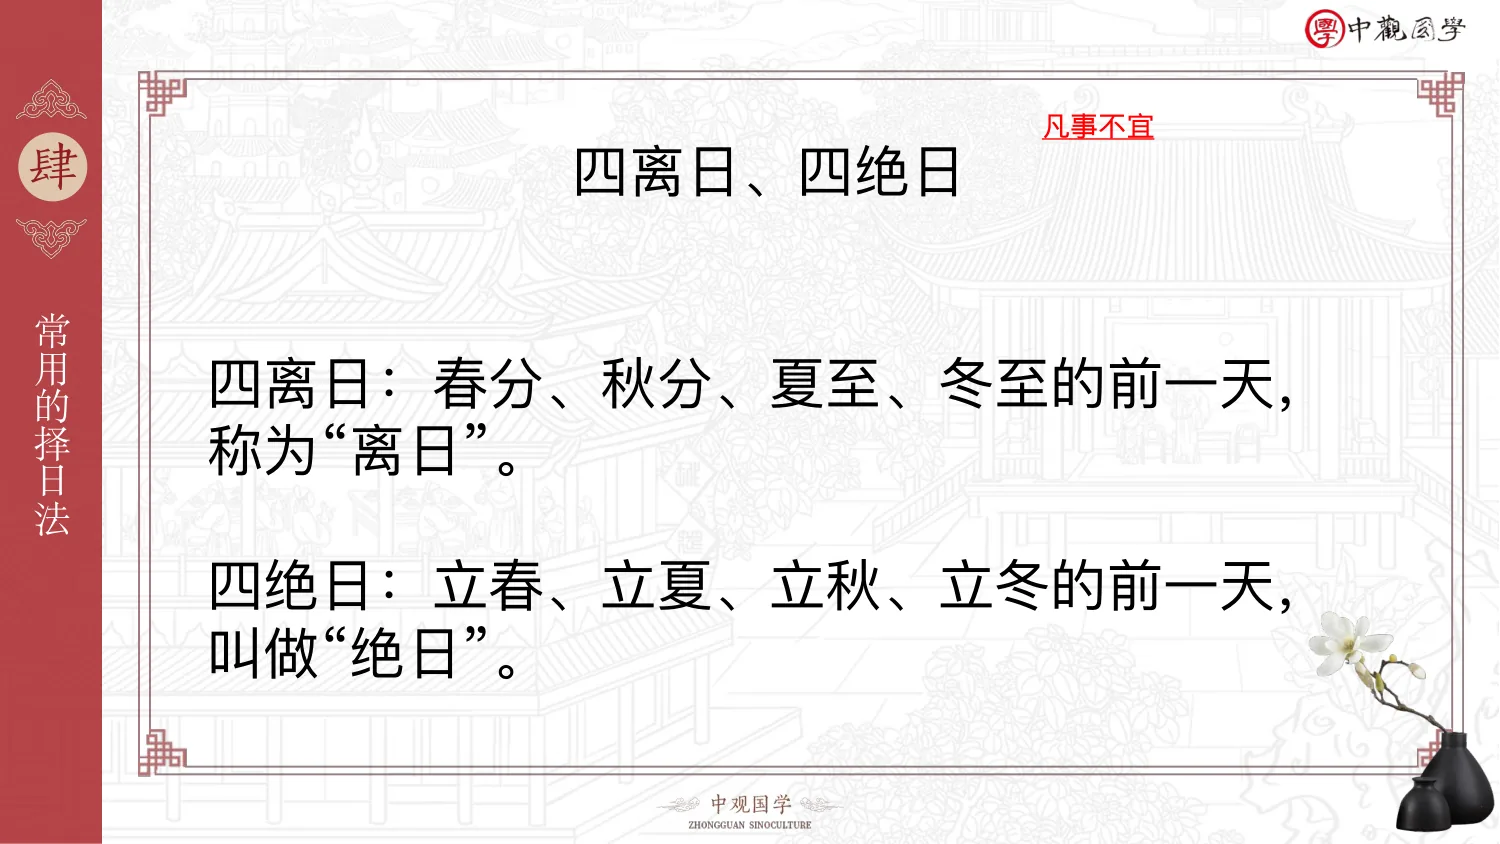 學中觀国學
肆
常用的择日法
凡事不宜
四离日、四绝日
四离日：春分、秋分、夏至、冬至的前一天，
称为“离日”。
四绝日：立春、立夏、立秋、立冬的前一天，
叫做“绝日”。
中观国学
ZHONGGUAN SINOCULTURE